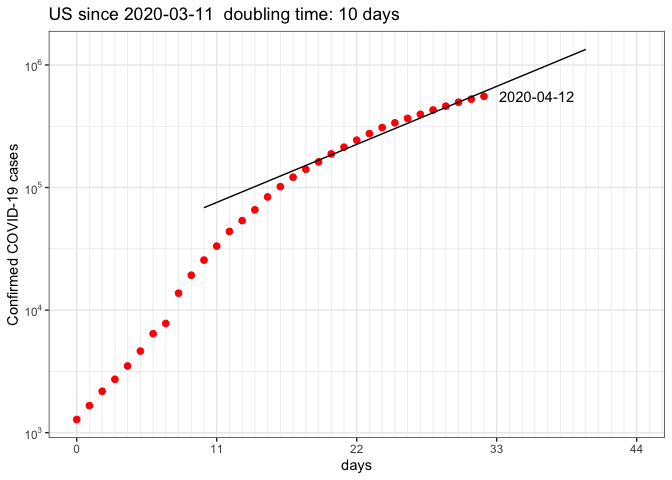 US since 2020-03-11  doubling time: 10 days
10⁶
10⁵
10⁴
10³
Confirmed COVID-19 cases
2020-04-12
0 11 22 33 44
days